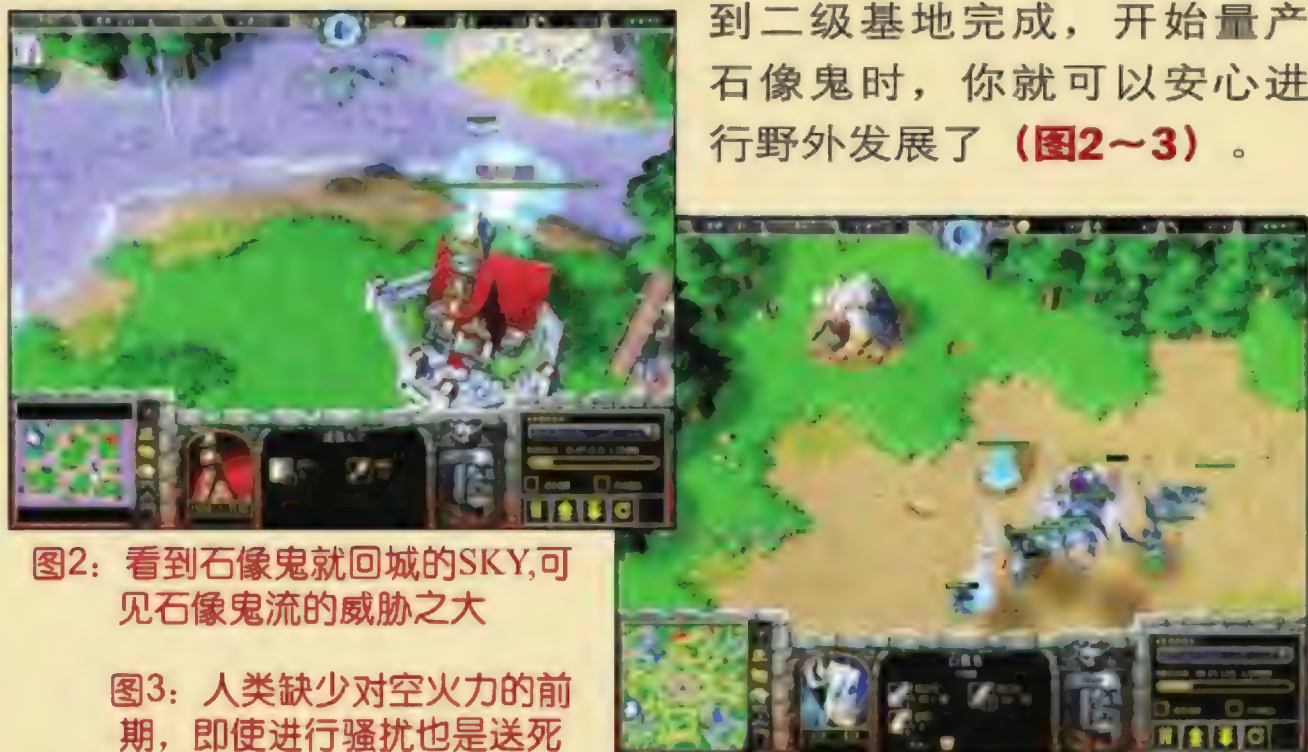 到二级基地完成，开始量产
石像鬼时，你就可以安心进
行野外发展了（图2～3）。
图2：看到石像鬼就回城的SKY,可
见石像鬼流的威胁之大
图3：人类缺少对空火力的前
期，即使进行骚扰也是送死